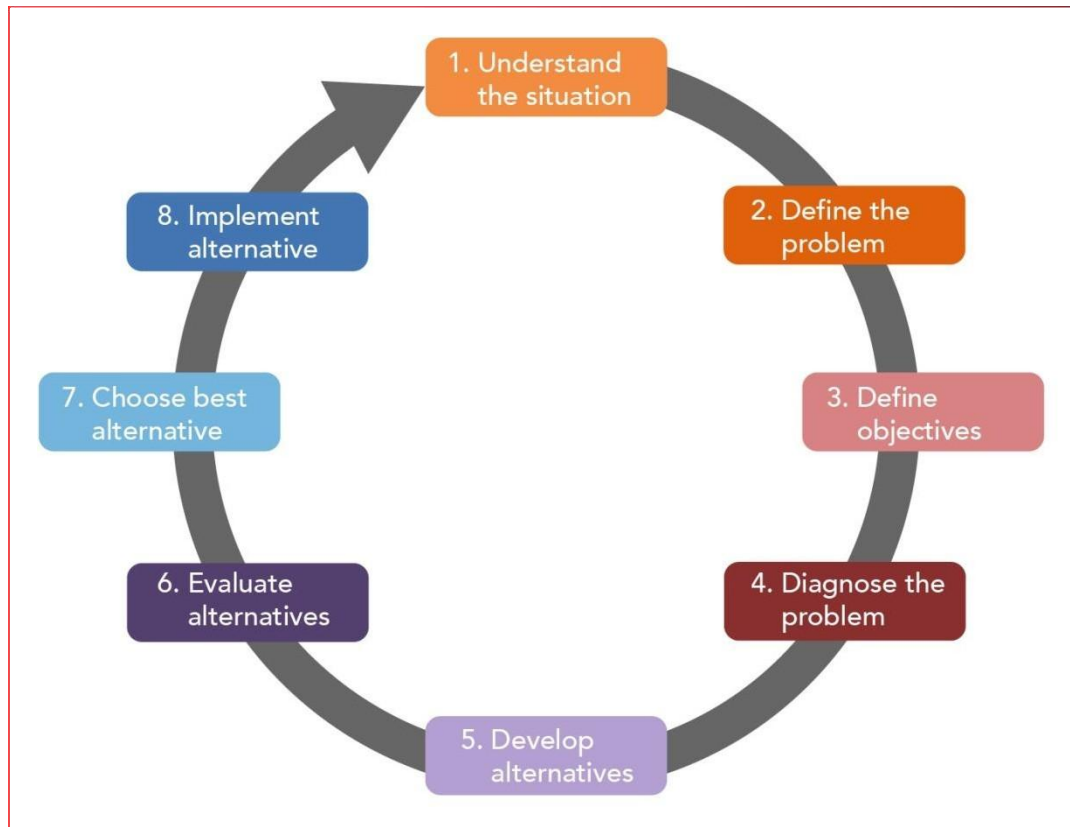 1. Understand
the situation
2. Define the
problem
3. Define
objectives
4. Diagnose the
problem
5. Develop
alternatives
6. Evaluate
alternatives
7. Choose best
alternative
8. Implement
alternative